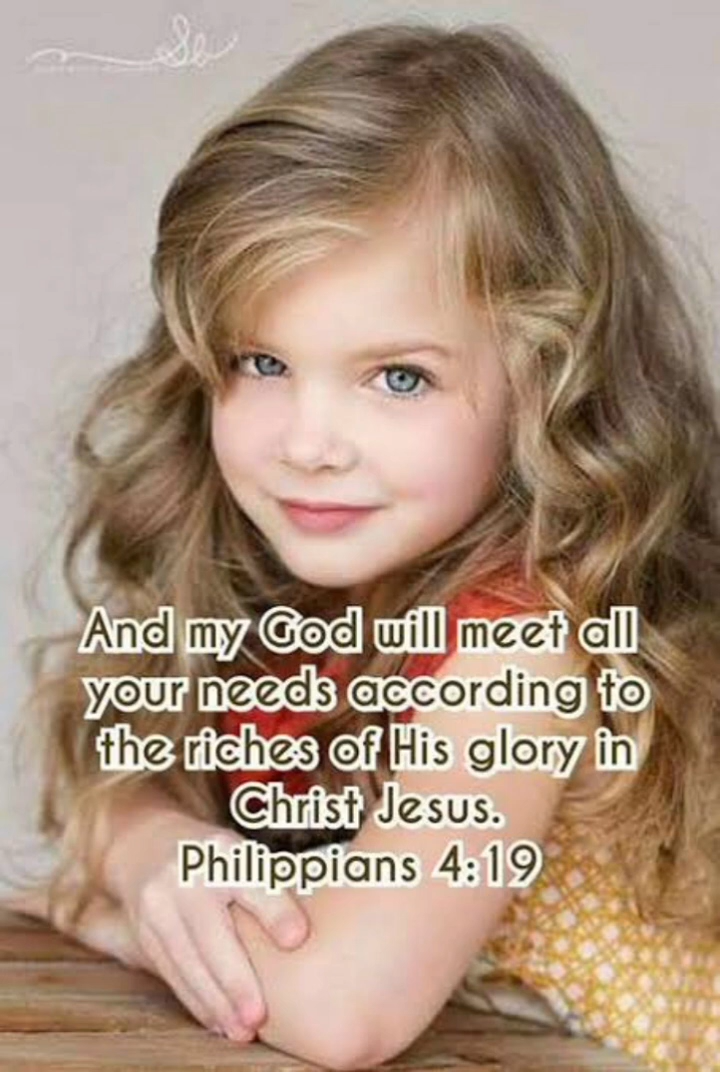 And my God will meet all
your needs according to
the riches of His glory in
Christ Jesus.
Philippians 4:19